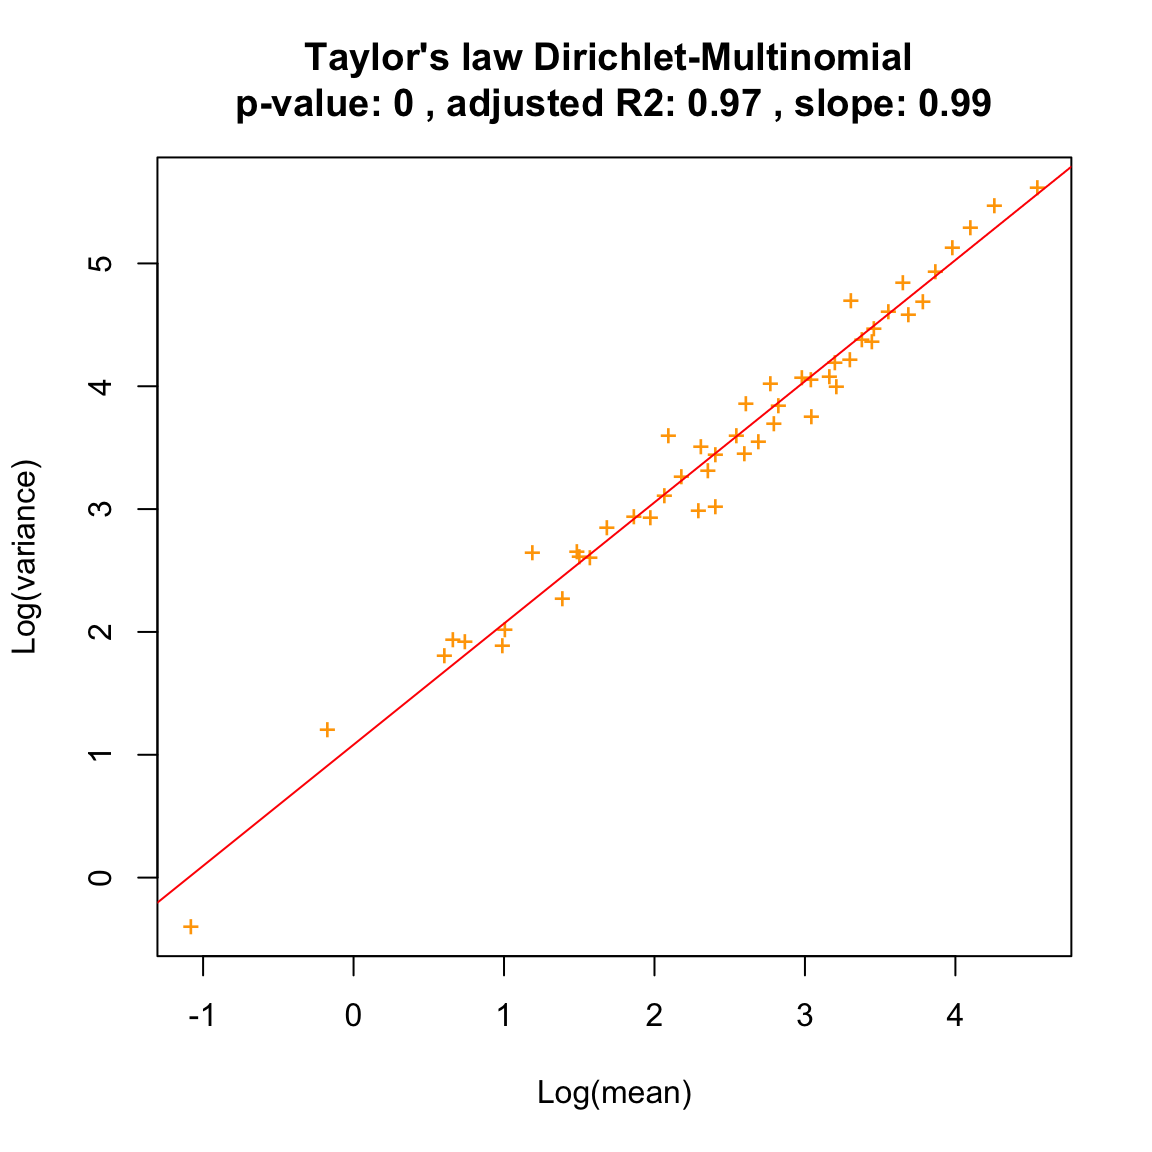 Taylor's law Dirichlet-Multinomial
p-value: 0 , adjusted R2: 0.97 , slope: 0.99
Log(variance)
5
4
3
2
1
0
-1 0 1 2 3 4
Log(mean)